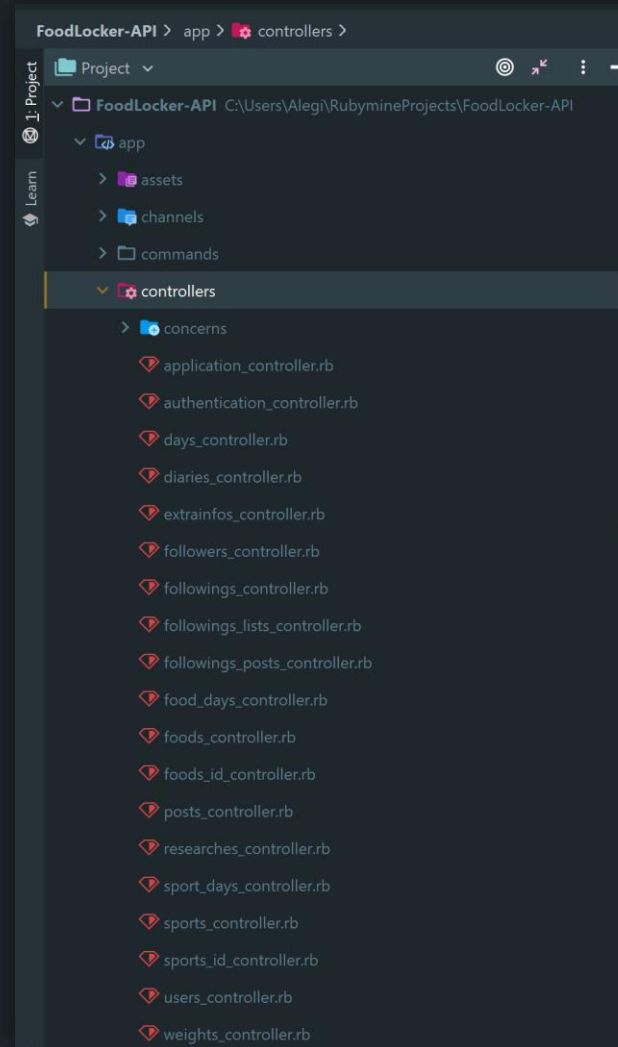 FoodLocker-API > app > controllers >
1: Project
Learn
Project
FoodLocker-API C:\Users\Alegi\RubymineProjects\FoodLocker-API
app
assets
channels
commands
controllers
concerns
application_controller.rb
authentication_controller.rb
days_controller.rb
diaries_controller.rb
extrainfos_controller.rb
followers_controller.rb
followings_controller.rb
followings_lists_controller.rb
followings_posts_controller.rb
food_days_controller.rb
foods_controller.rb
foods_id_controller.rb
posts_controller.rb
researches_controller.rb
sport_days_controller.rb
sports_controller.rb
sports_id_controller.rb
users_controller.rb
weights_controller.rb